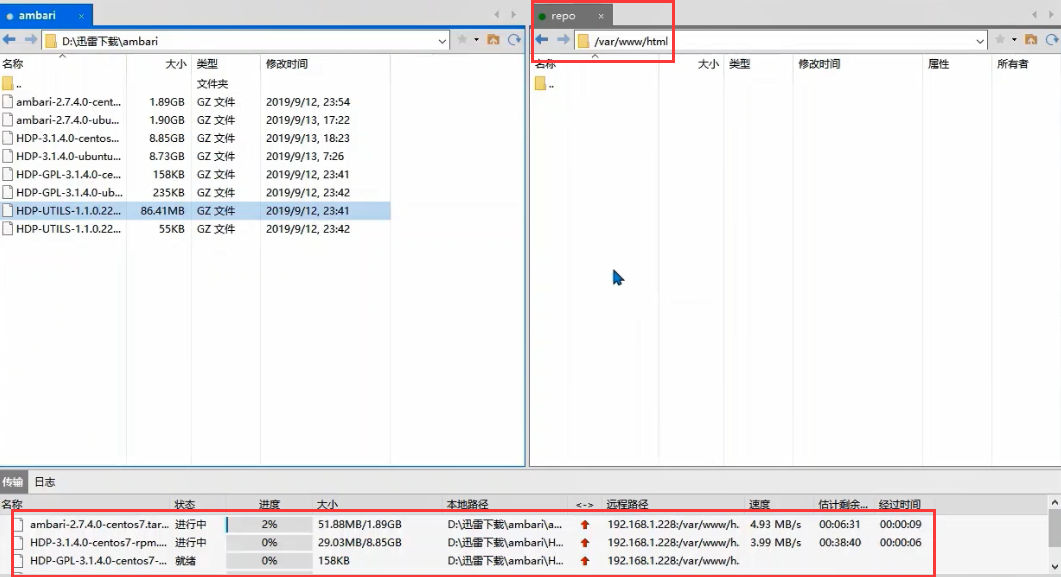 ambari × repo ×
D:\迅雷下载\ambari /var/www/html
名称 大小 类型 修改时间 名称 大小 类型 修改时间 属性 所有者
.. 文件夹 ..
ambari-2.7.4.0-cent... 1.89GB GZ 文件 2019/9/12, 23:54
ambari-2.7.4.0-ubu... 1.90GB GZ 文件 2019/9/13, 17:22
HDP-3.1.4.0-centos... 8.85GB GZ 文件 2019/9/13, 18:23
HDP-3.1.4.0-ubuntu... 8.73GB GZ 文件 2019/9/13, 7:26
HDP-GPL-3.1.4.0-ce... 158KB GZ 文件 2019/9/12, 23:41
HDP-GPL-3.1.4.0-ub... 235KB GZ 文件 2019/9/12, 23:42
HDP-UTILS-1.1.0.22... 86.41MB GZ 文件 2019/9/12, 23:41
HDP-UTILS-1.1.0.22... 55KB GZ 文件 2019/9/12, 23:42
传输 日志
名称 状态 进度 大小 本地路径 <-> 远程路径 速度 估计剩余... 经过时间
ambari-2.7.4.0-centos7.tar... 进行中 2% 51.88MB/1.89GB D:\迅雷下载\ambari\a... 192.168.1.228:/var/www/h. 4.93 MB/s 00:06:31 00:00:09
HDP-3.1.4.0-centos7-rpm.... 进行中 0% 29.03MB/8.85GB D:\迅雷下载\ambari\H... 192.168.1.228:/var/www/h. 3.99 MB/s 00:38:40 00:00:06
HDP-GPL-3.1.4.0-centos7-... 就绪 0% 158KB D:\迅雷下载\ambari\H... 192.168.1.228:/var/www/h.